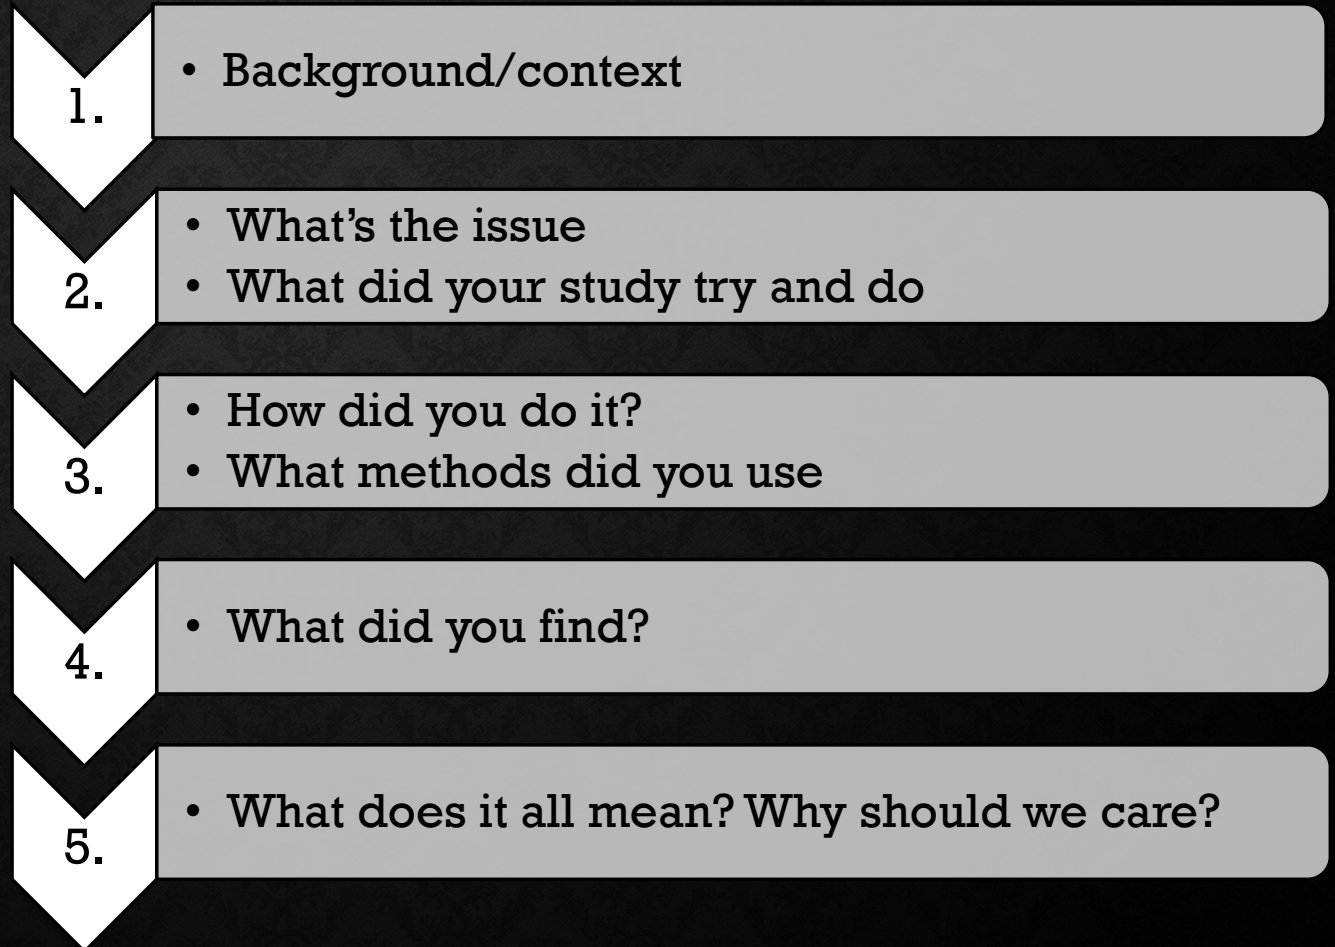 1.
• Background/context
2.
• What’s the issue
• What did your study try and do
3.
• How did you do it?
• What methods did you use
4.
• What did you find?
5.
• What does it all mean? Why should we care?